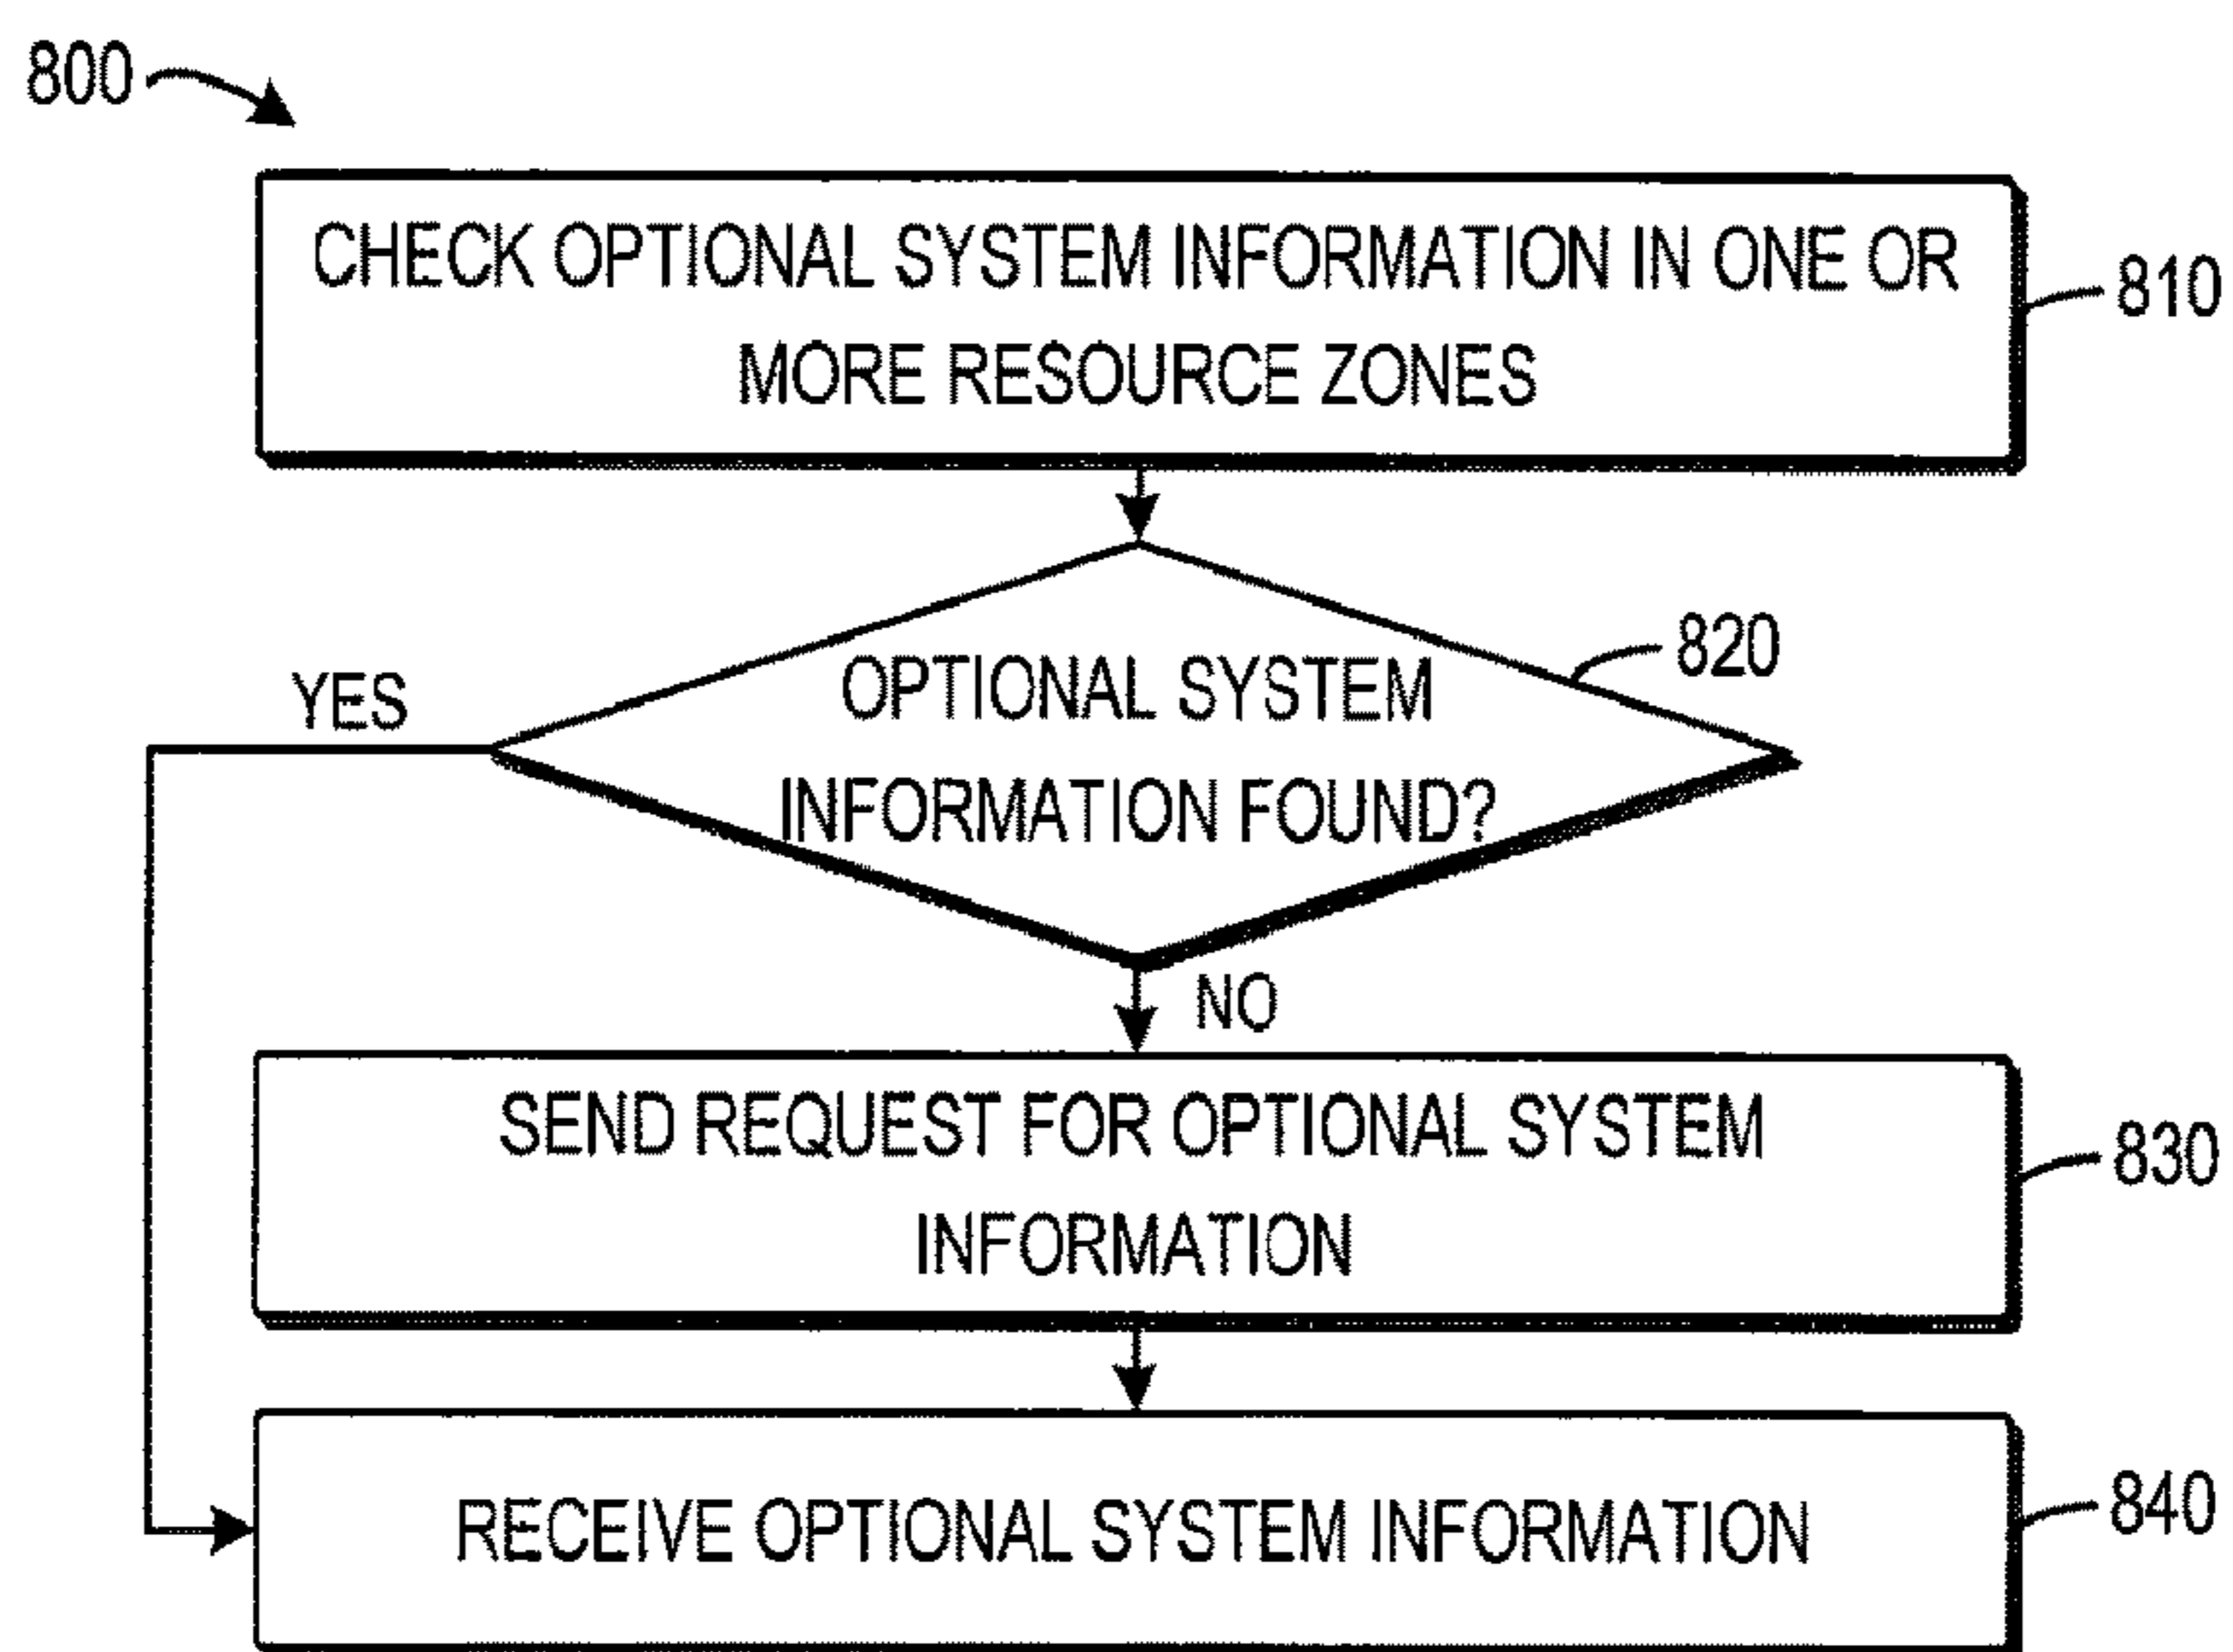 800
CHECK OPTIONAL SYSTEM INFORMATION IN ONE OR
MORE RESOURCE ZONES
810
OPTIONAL SYSTEM
INFORMATION FOUND?
820
YES
NO
SEND REQUEST FOR OPTIONAL SYSTEM
INFORMATION
830
RECEIVE OPTIONAL SYSTEM INFORMATION
840